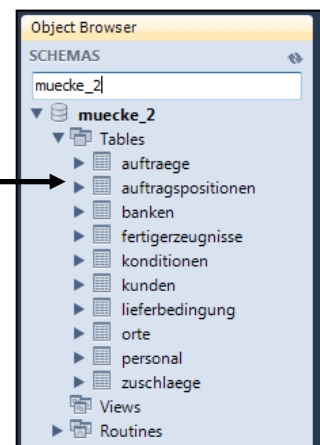 Object Browser
SCHEMAS
muecke_2
muecke_2
Tables
auftraege
auftragspositionen
banken
fertigerzeugnisse
konditionen
kunden
lieferbedingung
orte
personal
zuschlaege
Views
Routines